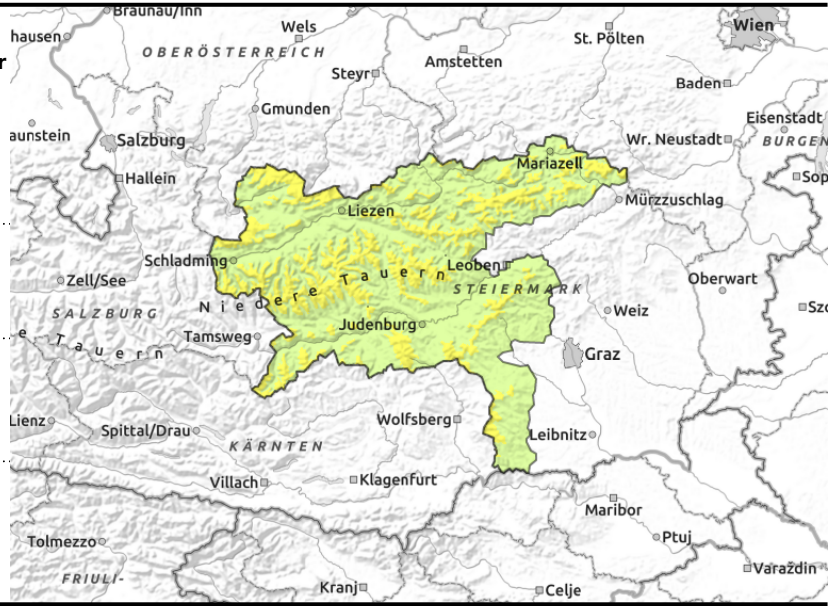 Braunau/Inn
hausen
Wels
Wien
St. Pölten
OBERÖSTERREICH
r
Amstetten
Steyr
Baden
Gmunden
Eisenstadt
aunstein
Salzburg
Wr. Neustadt
BURGEN
Mariazell
Hallein
Sop
Mürzzuschlag
Liezen
Schladming
Leoben
Zell/See
Niedere Tauern
Oberwart
STEIERMARK
SALZBURG
Weiz
Szo
Judenburg
Tamsweg
e Tauern
Graz
Lienz
Wolfsberg
Spittal/Drau
Leibnitz
KÄRNTEN
Villach
Klagenfurt
Maribor
Tolmezzo
Ptuj
Varaždin
FRIULI-
Kranj
Celje